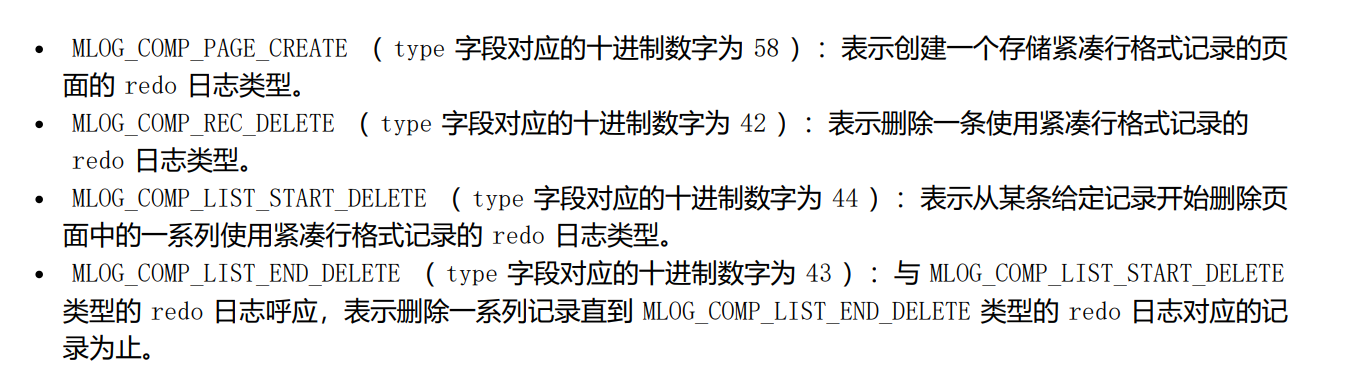 • MLOG_COMP_PAGE_CREATE （ type 字段对应的十进制数字为 58 ）：表示创建一个存储紧凑行格式记录的页
面的 redo 日志类型。
• MLOG_COMP_REC_DELETE （ type 字段对应的十进制数字为 42 ）：表示删除一条使用紧凑行格式记录的
redo 日志类型。
• MLOG_COMP_LIST_START_DELETE （ type 字段对应的十进制数字为 44 ）：表示从某条给定记录开始删除页
面中的一系列使用紧凑行格式记录的 redo 日志类型。
• MLOG_COMP_LIST_END_DELETE （ type 字段对应的十进制数字为 43 ）：与 MLOG_COMP_LIST_START_DELETE
类型的 redo 日志呼应，表示删除一系列记录直到 MLOG_COMP_LIST_END_DELETE 类型的 redo 日志对应的记
录为止。